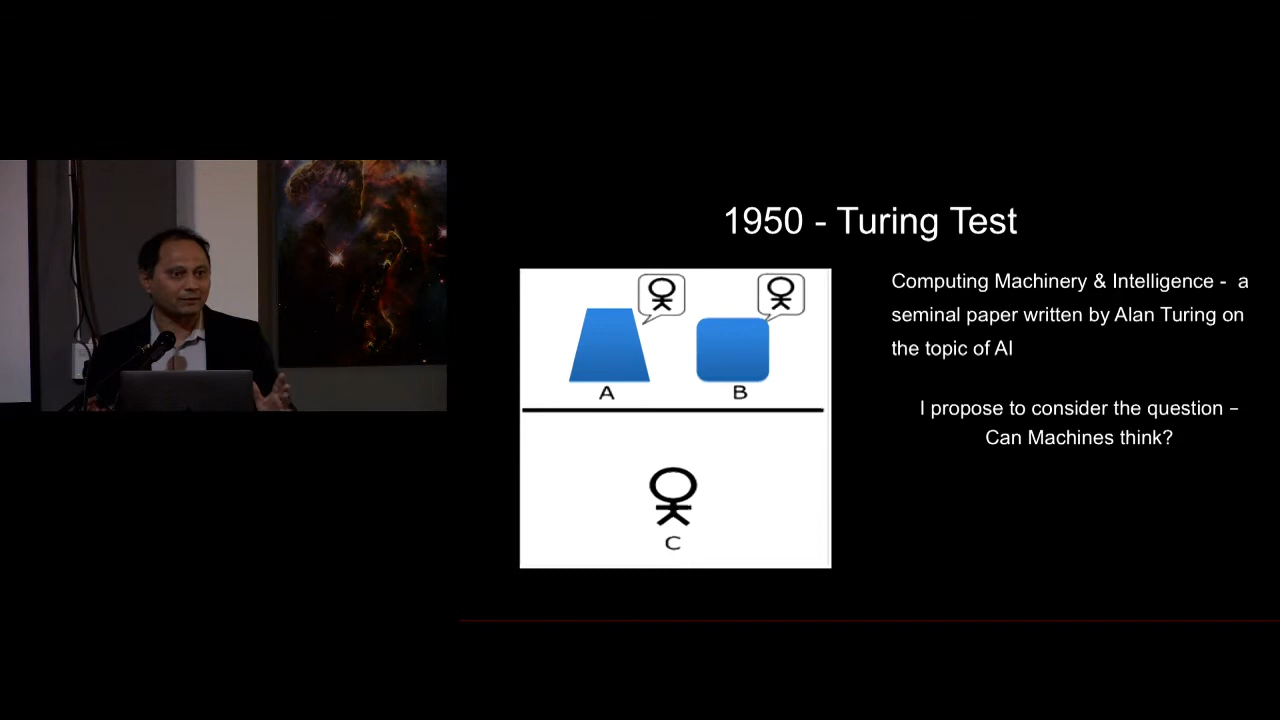 1950 - Turing Test
Computing Machinery & Intelligence - a
seminal paper written by Alan Turing on
the topic of AI
I propose to consider the question –
Can Machines think?
A
B
C